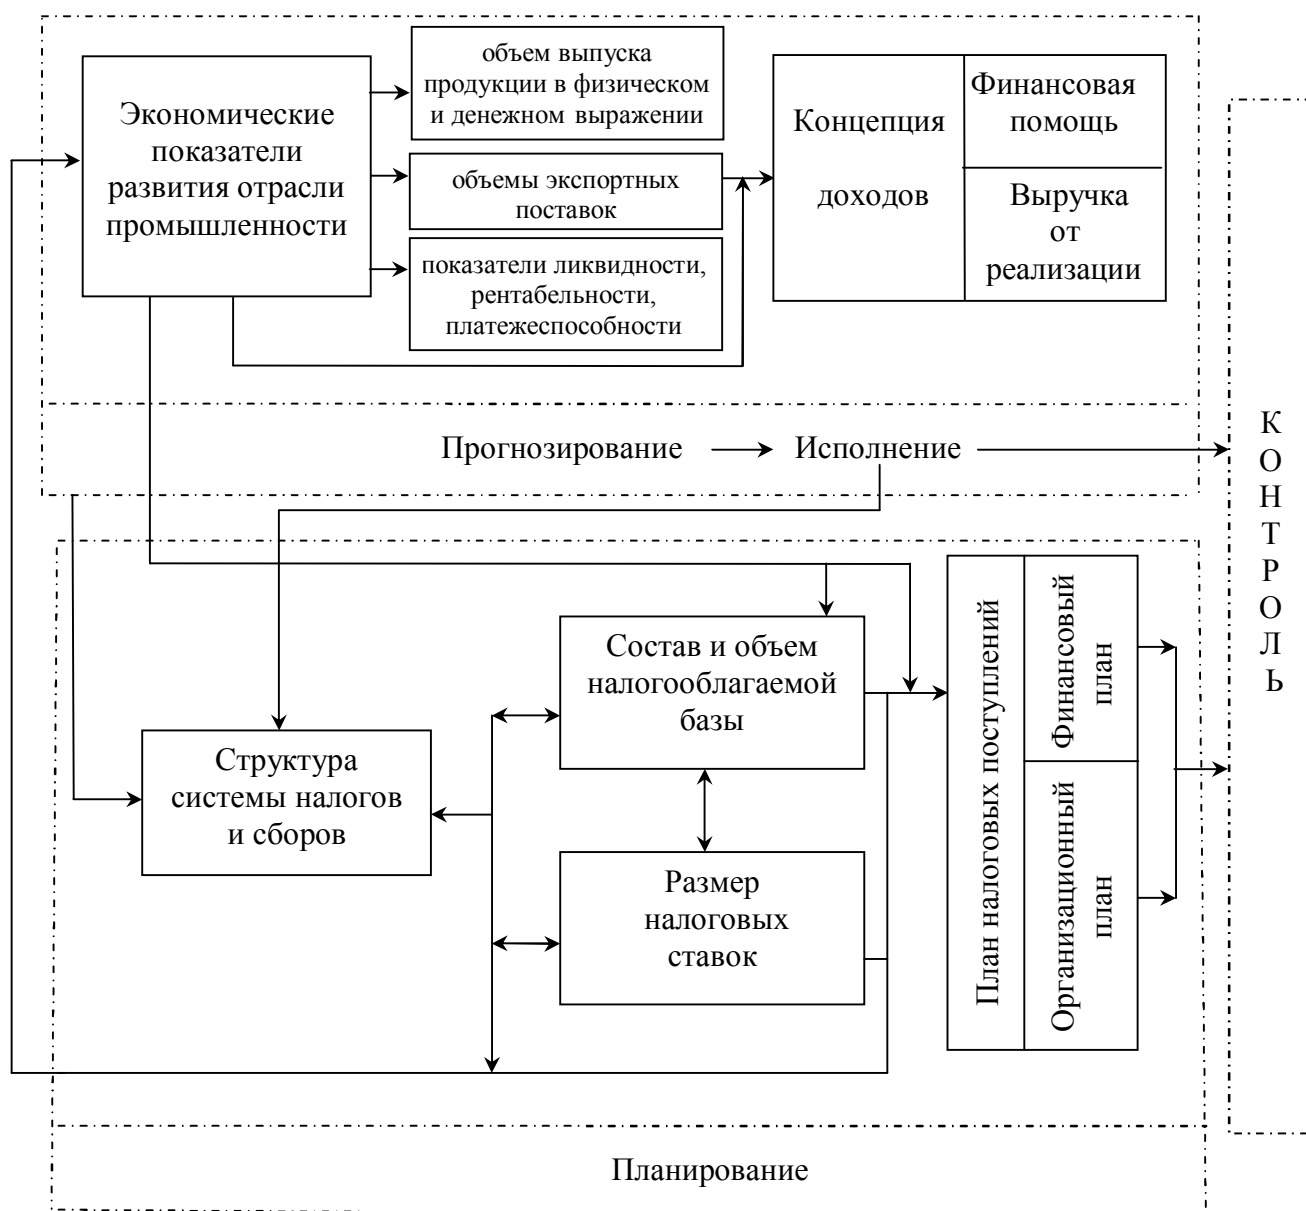 Экономические
показатели
развития отрасли
промышленности
объем выпуска
продукции в физическом
и денежном выражении
объемы экспортных
поставок
показатели ликвидности,
рентабельности,
платежеспособности
Концепция
доходов
Финансовая
помощь
Выручка
от
реализации
Прогнозирование
Исполнение
КОНТРОЛЬ
Состав и объем
налогооблагаемой
базы
Структура
системы налогов
и сборов
Размер
налоговых
ставок
План налоговых поступлений
Финансовый
план
Организационный
план
Планирование